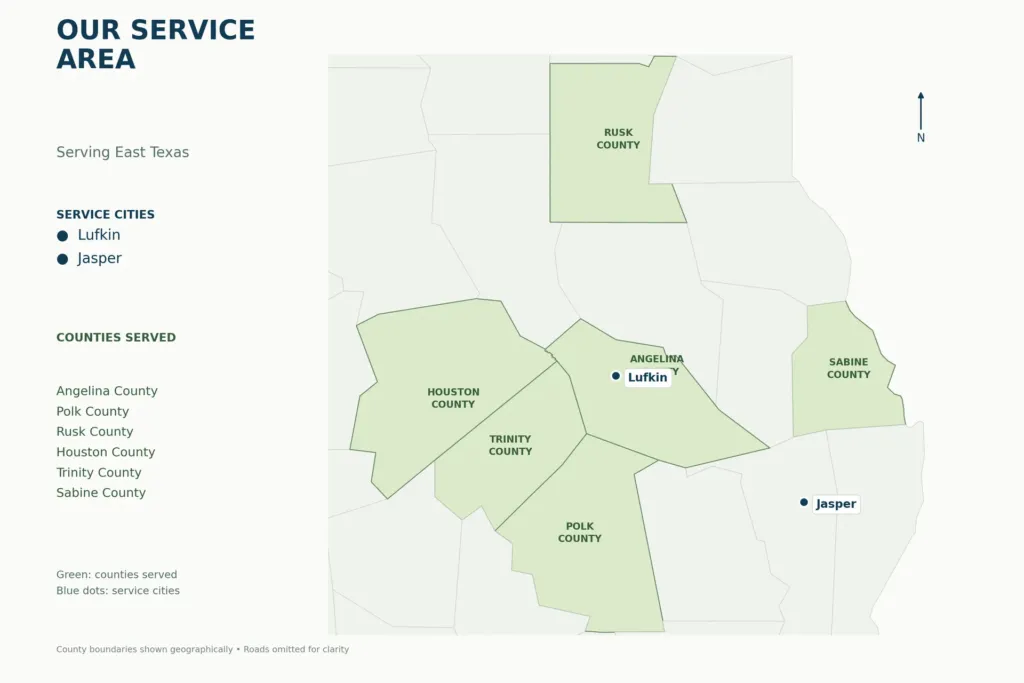 OUR SERVICE
AREA
Serving East Texas
SERVICE CITIES
Lufkin
Jasper
COUNTIES SERVED
Angelina County
Polk County
Rusk County
Houston County
Trinity County
Sabine County
Green: counties served
Blue dots: service cities
County boundaries shown geographically • Roads omitted for clarity
N
RUSK
COUNTY
ANGELINA
Lufkin
SABINE
COUNTY
HOUSTON
COUNTY
TRINITY
COUNTY
Jasper
POLK
COUNTY